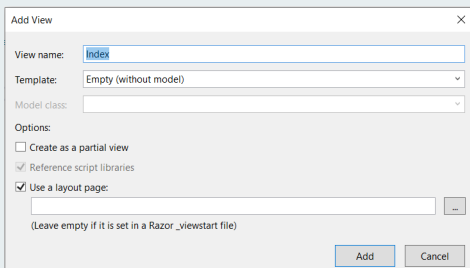 Add View
View name: Index
Template: Empty (without model)
Model class:
Options:
Create as a partial view
Reference script libraries
Use a layout page:
...
(Leave empty if it is set in a Razor _viewstart file)
Add Cancel